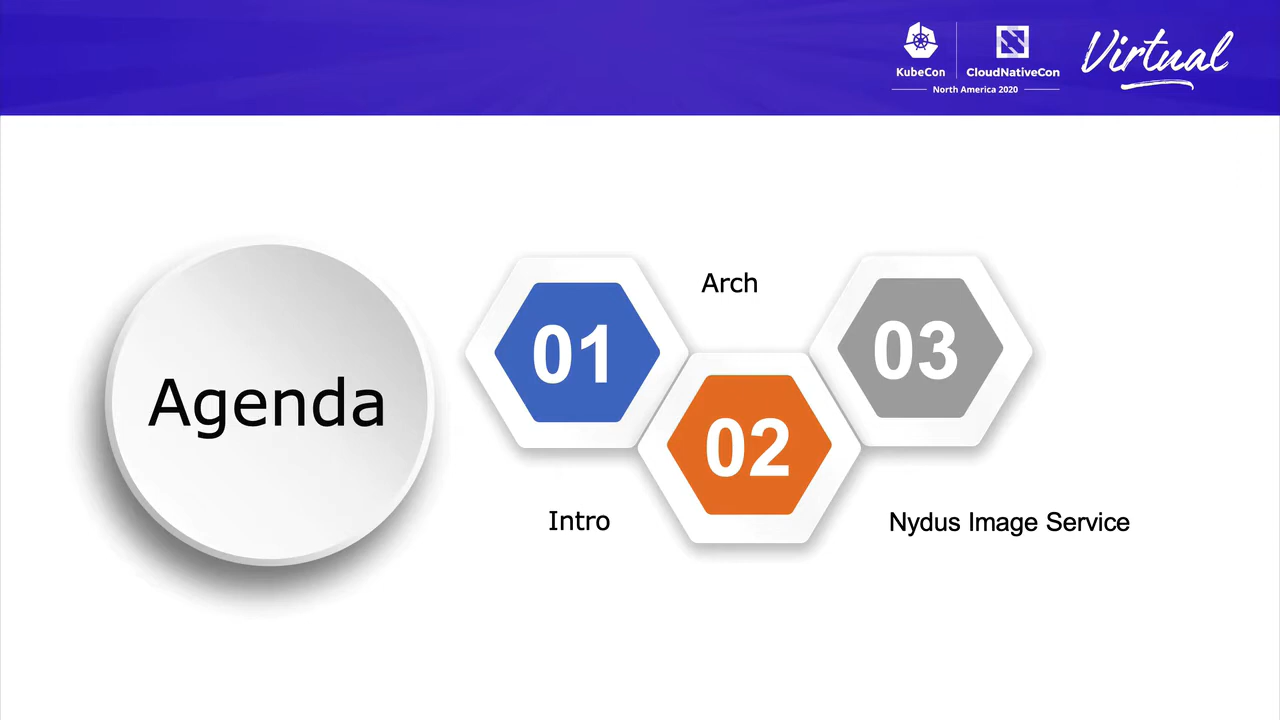 KubeCon
CloudNativeCon
North America 2020
Virtual
Agenda
01
Intro
Arch
02
03
Nydus Image Service